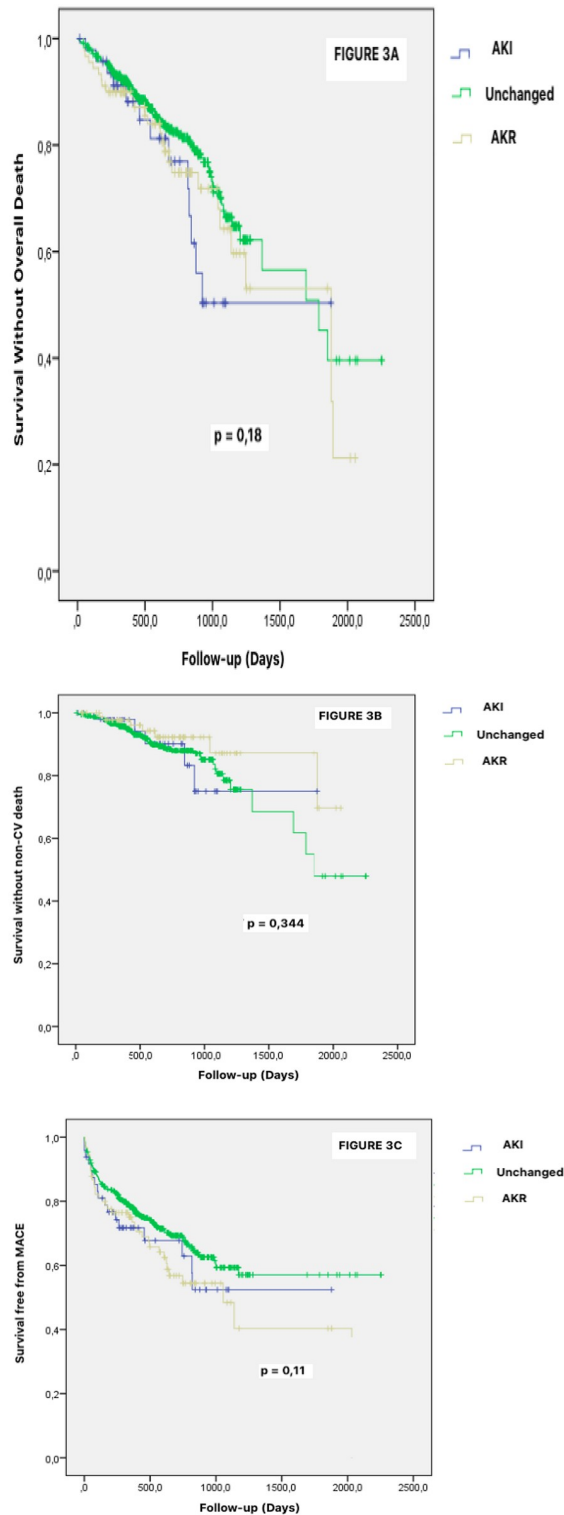 FIGURE 3A
AKI
Unchanged
AKR
Survival Without Overall Death
1,0
0,8
0,6
0,4
0,2
0,0
p = 0,18
,0 500,0 1000,0 1500,0 2000,0 2500,0
Follow-up (Days)
FIGURE 3B
AKI
Unchanged
AKR
Survival without non-CV death
1,0
0,8
0,6
0,4
0,2
0,0
p = 0,344
,0 500,0 1000,0 1500,0 2000,0 2500,0
Follow-up (Days)
FIGURE 3C
AKI
Unchanged
AKR
Survival free from MACE
1,0
0,8
0,6
0,4
0,2
0,0
p = 0,11
,0 500,0 1000,0 1500,0 2000,0 2500,0
Follow-up (Days)